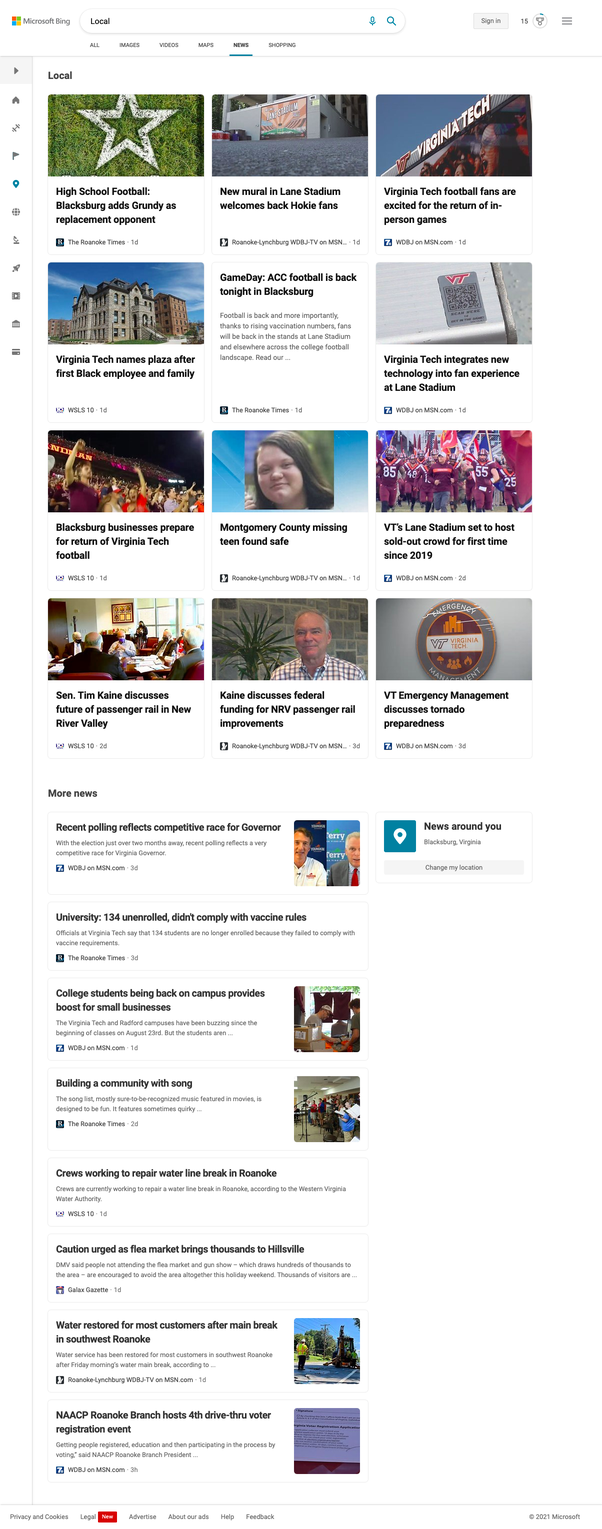 Microsoft Bing
Local
Sign in
15
ALL IMAGES VIDEOS MAPS NEWS SHOPPING
Local
High School Football:
Blacksburg adds Grundy as
replacement opponent
The Roanoke Times · 1d
New mural in Lane Stadium
welcomes back Hokie fans
Roanoke-Lynchburg WDBJ-TV on MSN... · 1d
VIRGINIA TECH
Virginia Tech football fans are
excited for the return of in-
person games
WDBJ on MSN.com · 1d
Virginia Tech names plaza after
first Black employee and family
WSLS 10 · 1d
GameDay: ACC football is back
tonight in Blacksburg
Football is back and more importantly,
thanks to rising vaccination numbers, fans
will be back in the stands at Lane Stadium
and elsewhere across the college football
landscape. Read our ...
The Roanoke Times · 1d
Virginia Tech integrates new
technology into fan experience
at Lane Stadium
WDBJ on MSN.com · 1d
Blacksburg businesses prepare
for return of Virginia Tech
football
WSLS 10 · 1d
Montgomery County missing
teen found safe
Roanoke-Lynchburg WDBJ-TV on MSN... · 1d
85
55
25
VT's Lane Stadium set to host
sold-out crowd for first time
since 2019
WDBJ on MSN.com · 2d
Sen. Tim Kaine discusses
future of passenger rail in New
River Valley
WSLS 10 · 2d
Kaine discusses federal
funding for NRV passenger rail
improvements
Roanoke-Lynchburg WDBJ-TV on MSN... · 3d
EMERGENCY
VT VIRGINIA TECH
MANAGEMENT
VT Emergency Management
discusses tornado
preparedness
WDBJ on MSN.com · 3d
More news
Recent polling reflects competitive race for Governor
With the election just over two months away, recent polling reflects a very
competitive race for Virginia Governor.
WDBJ on MSN.com · 3d
Terry
News around you
Blacksburg, Virginia
Change my location
University: 134 unenrolled, didn't comply with vaccine rules
Officials at Virginia Tech say that 134 students are no longer enrolled because they failed to comply with
vaccine requirements.
The Roanoke Times · 3d
College students being back on campus provides
boost for small businesses
The Virginia Tech and Radford campuses have been buzzing since the
beginning of classes on August 23rd. But the students aren ...
WDBJ on MSN.com · 1d
Building a community with song
The song list, mostly sure-to-be-recognized music featured in movies, is
designed to be fun. It features sometimes quirky ...
The Roanoke Times · 2d
Crews working to repair water line break in Roanoke
Crews are currently working to repair a water line break in Roanoke, according to the Western Virginia
Water Authority.
WSLS 10 · 1d
Caution urged as flea market brings thousands to Hillsville
DMV said people not attending the flea market and gun show – which draws hundreds of thousands to
the area – are encouraged to avoid the area altogether this holiday weekend. Thousands of visitors are ...
Galax Gazette · 1d
Water restored for most customers after main break
in southwest Roanoke
Water service has been restored for most customers in southwest Roanoke
after Friday morning's water main break, according to ...
Roanoke-Lynchburg WDBJ-TV on MSN.com · 1d
NAACP Roanoke Branch hosts 4th drive-thru voter
registration event
Getting people registered, education and then participating in the process by
voting," said NAACP Roanoke Branch President ...
WDBJ on MSN.com · 3h
Privacy and Cookies Legal New Advertise About our ads Help Feedback © 2021 Microsoft